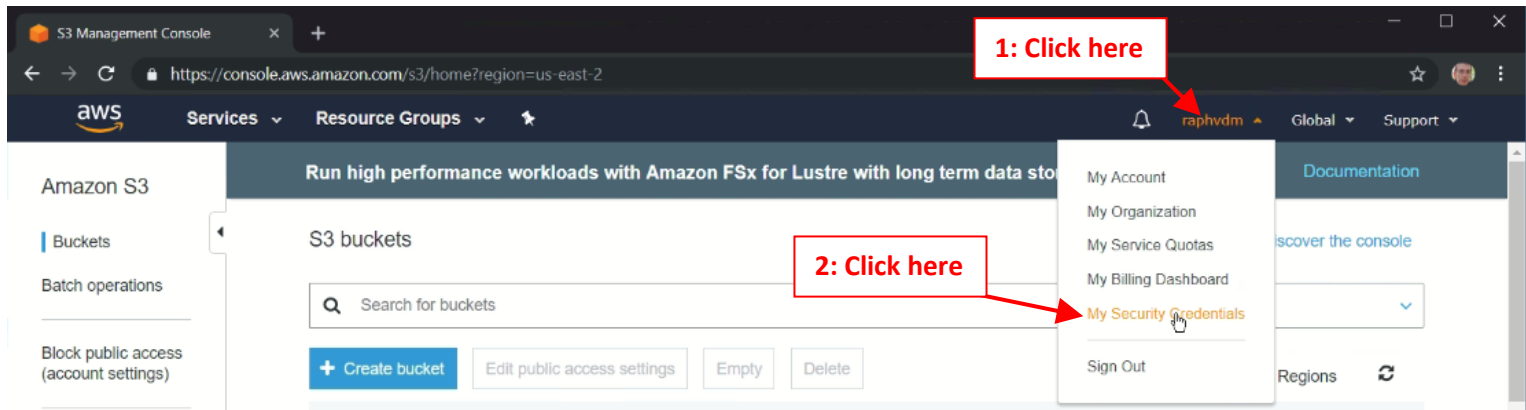 S3 Management Console
1: Click here
https://console.aws.amazon.com/s3/home?region=us-east-2
aws Services Resource Groups raphvdm Global Support
Amazon S3
Buckets
Batch operations
Block public access
(account settings)
Run high performance workloads with Amazon FSx for Lustre with long term data sto
Documentation
S3 buckets
iscover the console
2: Click here
Search for buckets
Create bucket Edit public access settings Empty Delete
Regions
My Account
My Organization
My Service Quotas
My Billing Dashboard
My Security Credentials
Sign Out